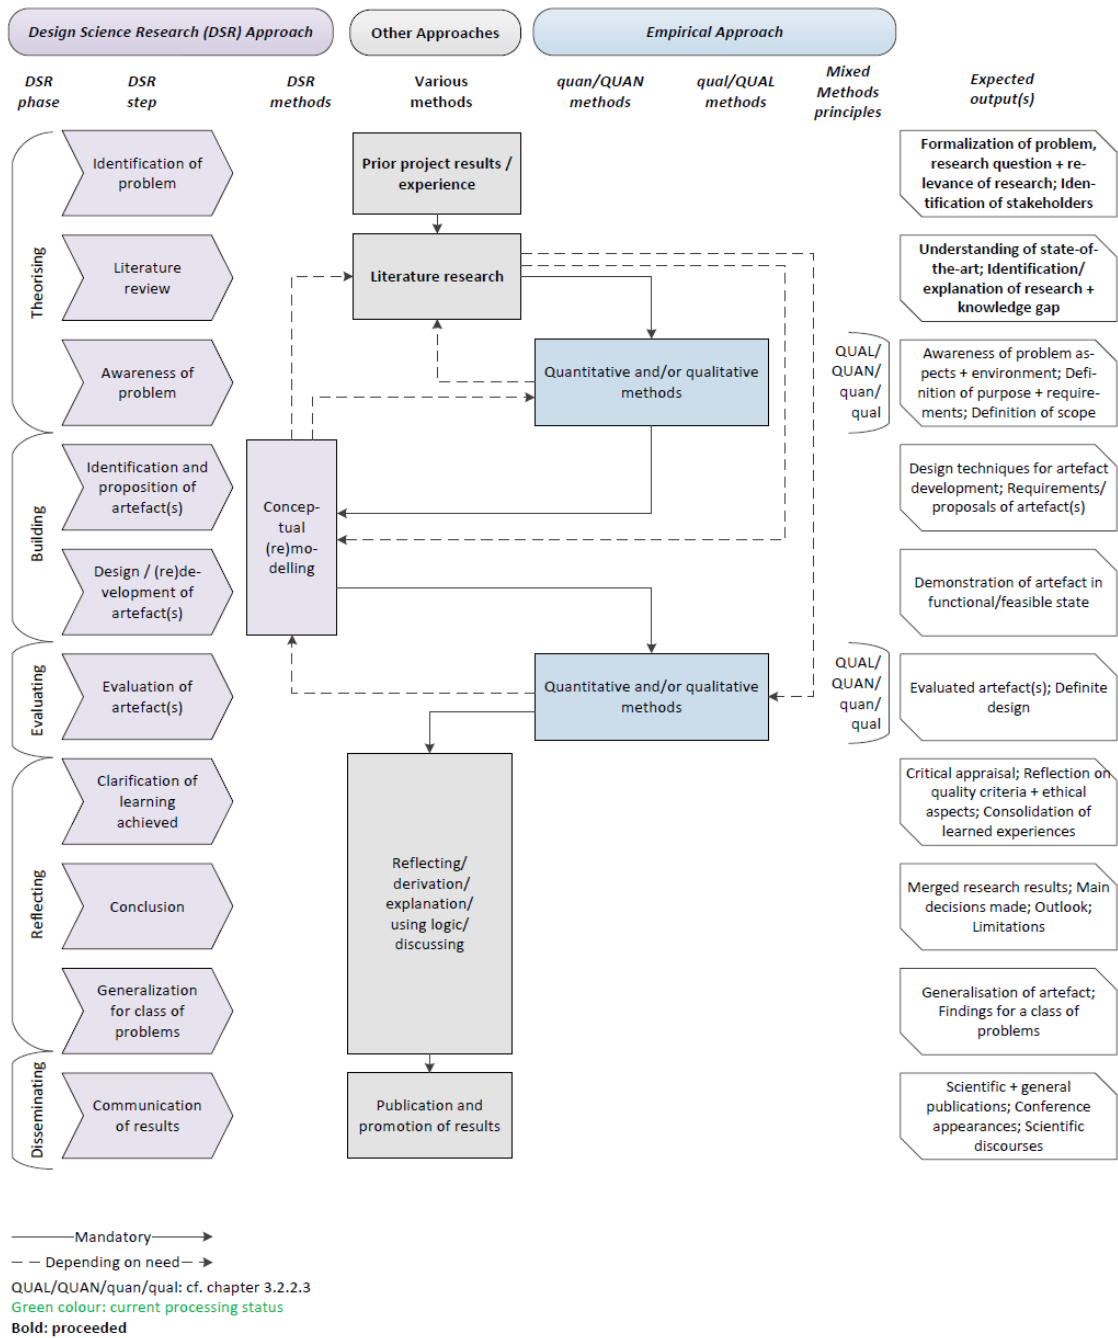 Design Science Research (DSR) Approach
Other Approaches
Empirical Approach
DSR
phase
DSR
step
DSR
methods
Various
methods
quan/QUAN
methods
qual/QUAL
methods
Mixed
Methods
principles
Expected
output(s)
Theorising
Identification of
problem
Prior project results /
experience
Formalization of problem,
research question + re-
levance of research; Iden-
tification of stakeholders
Literature
review
Literature research
Understanding of state-of-
the-art; Identification/
explanation of research +
knowledge gap
Awareness of
problem
Quantitative and/or qualitative
methods
QUAL/
QUAN/
quan/
qual
Awareness of problem as-
pects + environment; Defi-
nition of purpose + require-
ments; Definition of scope
Building
Identification and
proposition of
artefact(s)
Concep-
tual
(re)mo-
delling
Design techniques for artefact
development; Requirements/
proposals of artefact(s)
Design / (re)de-
velopment of
artefact(s)
Demonstration of artefact in
functional/feasible state
Evaluating
Evaluation of
artefact(s)
Quantitative and/or qualitative
methods
QUAL/
QUAN/
quan/
qual
Evaluated artefact(s); Definite
design
Reflecting
Clarification of
learning
achieved
Reflecting/
derivation/
explanation/
using logic/
discussing
Critical appraisal; Reflection on
quality criteria + ethical
aspects; Consolidation of
learned experiences
Conclusion
Merged research results; Main
decisions made; Outlook;
Limitations
Generalization
for class of
problems
Generalisation of artefact;
Findings for a class of
problems
Disseminating
Communication
of results
Publication and
promotion of results
Scientific + general
publications; Conference
appearances; Scientific
discourses
Mandatory
Depending on need
QUAL/QUAN/quan/qual: cf. chapter 3.2.2.3
Green colour: current processing status
Bold: proceeded